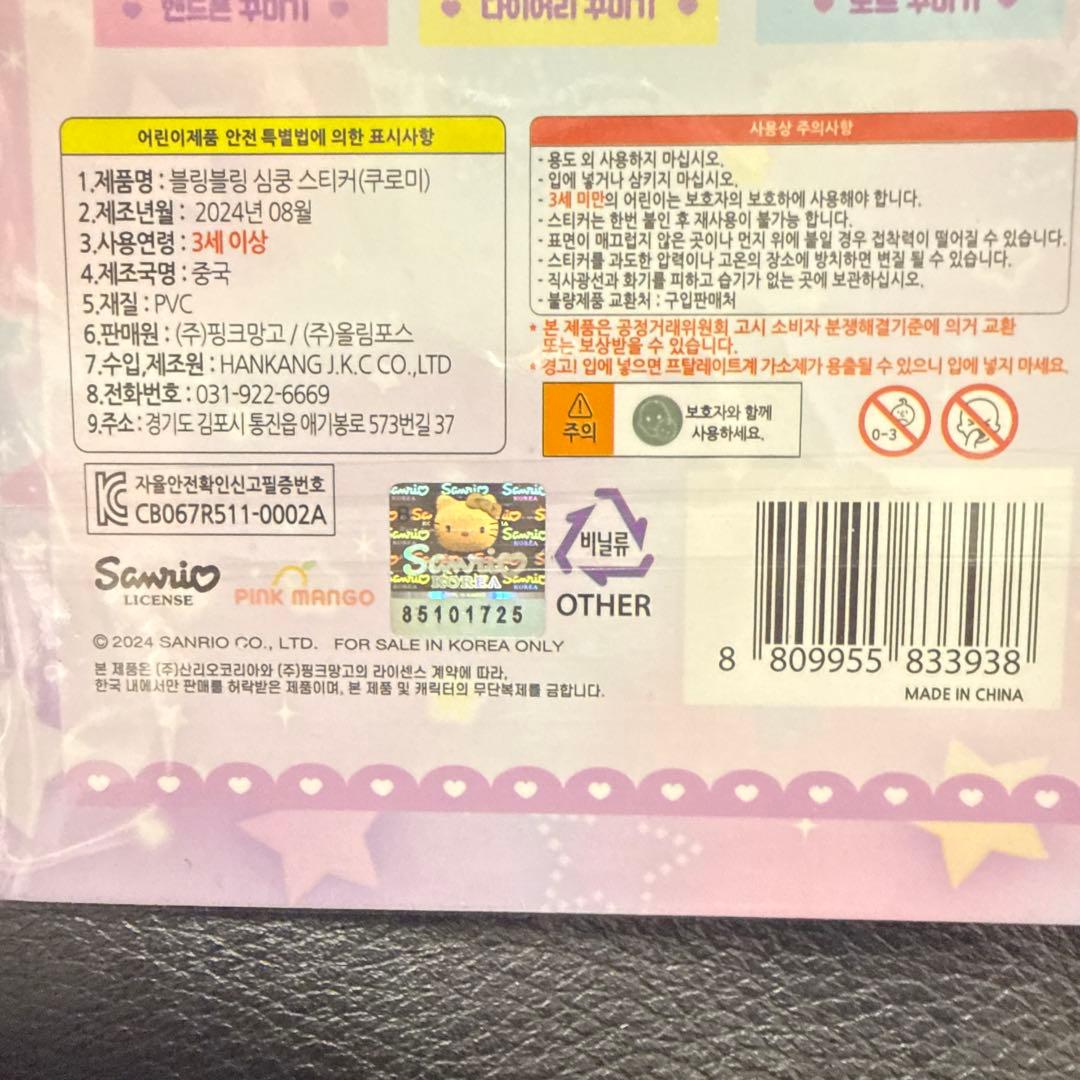 핸드폰 꾸미기
다이어리 꾸미기
노트 꾸미기
어린이제품 안전 특별법에 의한 표시사항
1.제품명 : 블링블링 심쿵 스티커(쿠로미)
2.제조년월 : 2024년 08월
3.사용연령 : 3세 이상
4.제조국명 : 중국
5.재질 : PVC
6.판매원 : (주)핑크망고 / (주)올림포스
7.수입,제조원 : HANKANG J.K.C CO.,LTD
8.전화번호 : 031-922-6669
9.주소 : 경기도 김포시 통진읍 애기봉로 573번길 37
사용상 주의사항
- 용도 외 사용하지 마십시오.
- 입에 넣거나 삼키지 마십시오.
- 3세 미만의 어린이는 보호자의 보호하에 사용해야 합니다.
- 스티커는 한번 붙인 후 재사용이 불가능 합니다.
- 표면이 매끄럽지 않은 곳이나 먼지 위에 붙일 경우 접착력이 떨어질 수 있습니다.
- 스티커를 과도한 압력이나 고온의 장소에 방치하면 변질 될 수 있습니다.
- 직사광선과 화기를 피하고 습기가 없는 곳에 보관하십시오.
- 불량제품 교환처 : 구입판매처
* 본 제품은 공정거래위원회 고시 소비자 분쟁해결기준에 의거 교환
또는 보상받을 수 있습니다.
* 경고! 입에 넣으면 프탈레이트계 가소제가 용출될 수 있으니 입에 넣지 마세요.
주의
보호자와 함께
사용하세요.
0-3
KC 자율안전확인신고필증번호
CB067R511-0002A
Sanrio
LICENSE
PINK MANGO
Sanrio
KOREA
85101725
비닐류
OTHER
© 2024 SANRIO CO., LTD. FOR SALE IN KOREA ONLY
본 제품은 (주)산리오코리아와 (주)핑크망고의 라이센스 계약에 따라,
한국 내에서만 판매를 허락받은 제품이며, 본 제품 및 캐릭터의 무단복제를 금합니다.
8 809955 833938
MADE IN CHINA